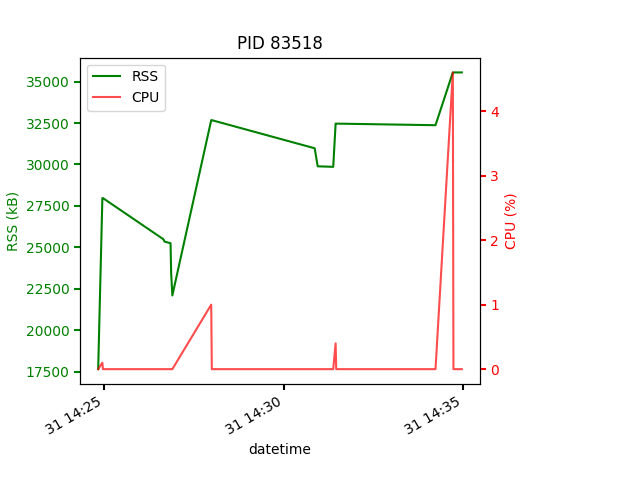 PID 83518
RSS
CPU
35000
32500
30000
27500
25000
22500
20000
17500
RSS (kB)
4
3
2
1
0
CPU (%)
31 14:25
31 14:30
31 14:35
datetime